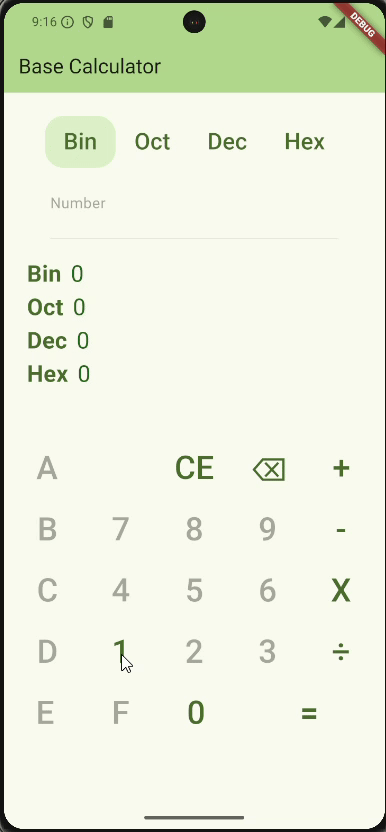 9:16
DEBUG
Base Calculator
Bin Oct Dec Hex
Number
Bin 0
Oct 0
Dec 0
Hex 0
A CE +
B 7 8 9 -
C 4 5 6 X
D 1 2 3 ÷
E F 0 =